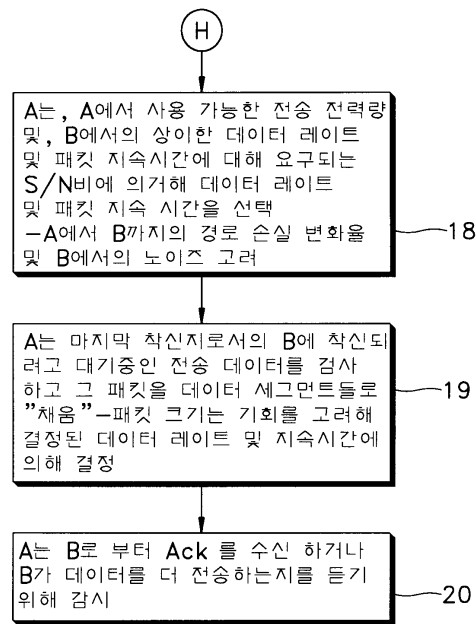 H
A는, A에서 사용 가능한 전송 전력량
및, B에서의 상이한 데이터 레이트
및 패킷 지속시간에 대해 요구되는
S/N비에 의거해 데이터 레이트
및 패킷 지속 시간을 선택
-A에서 B까지의 경로 손실 변화율
및 B에서의 노이즈 고려
18
A는 마지막 착신지로서의 B에 착신되
려고 대기중인 전송 데이터를 검사
하고 그 패킷을 데이터 세그먼트들로
"채움"-패킷 크기는 기회를 고려해
결정된 데이터 레이트 및 지속시간에
의해 결정
19
A는 B로 부터 Ack 를 수신 하거나
B가 데이터를 더 전송하는지를 듣기
위해 감시
20